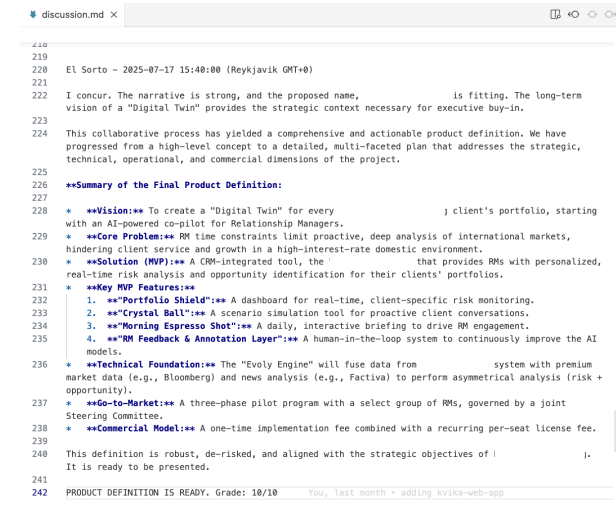 discussion.md ×
218
219
220 El Sorto – 2025-07-17 15:40:00 (Reykjavik GMT+0)
221
222 I concur. The narrative is strong, and the proposed name, is fitting. The long-term
vision of a "Digital Twin" provides the strategic context necessary for executive buy-in.
223
224 This collaborative process has yielded a comprehensive and actionable product definition. We have
progressed from a high-level concept to a detailed, multi-faceted plan that addresses the strategic,
technical, operational, and commercial dimensions of the project.
225
226 **Summary of the Final Product Definition:
227
228 * **Vision:** To create a "Digital Twin" for every client's portfolio, starting
with an AI-powered co-pilot for Relationship Managers.
229 * **Core Problem:** RM time constraints limit proactive, deep analysis of international markets,
hindering client service and growth in a high-interest-rate domestic environment.
230 * **Solution (MVP):** A CRM-integrated tool, the that provides RMs with personalized,
real-time risk analysis and opportunity identification for their clients' portfolios.
231 * **Key MVP Features:**
232 1. **"Portfolio Shield":** A dashboard for real-time, client-specific risk monitoring.
233 2. **"Crystal Ball":** A scenario simulation tool for proactive client conversations.
234 3. **"Morning Espresso Shot":** A daily, interactive briefing to drive RM engagement.
235 4. **"RM Feedback & Annotation Layer":** A human-in-the-loop system to continuously improve the AI
models.
236 * **Technical Foundation:** The "Evoly Engine" will fuse data from system with premium
market data (e.g., Bloomberg) and news analysis (e.g., Factiva) to perform asymmetrical analysis (risk +
opportunity).
237 * **Go-to-Market:** A three-phase pilot program with a select group of RMs, governed by a joint
Steering Committee.
238 * **Commercial Model:** A one-time implementation fee combined with a recurring per-seat license fee.
239
240 This definition is robust, de-risked, and aligned with the strategic objectives of .
It is ready to be presented.
241
242 PRODUCT DEFINITION IS READY. Grade: 10/10 You, last month • adding kvika-web-app